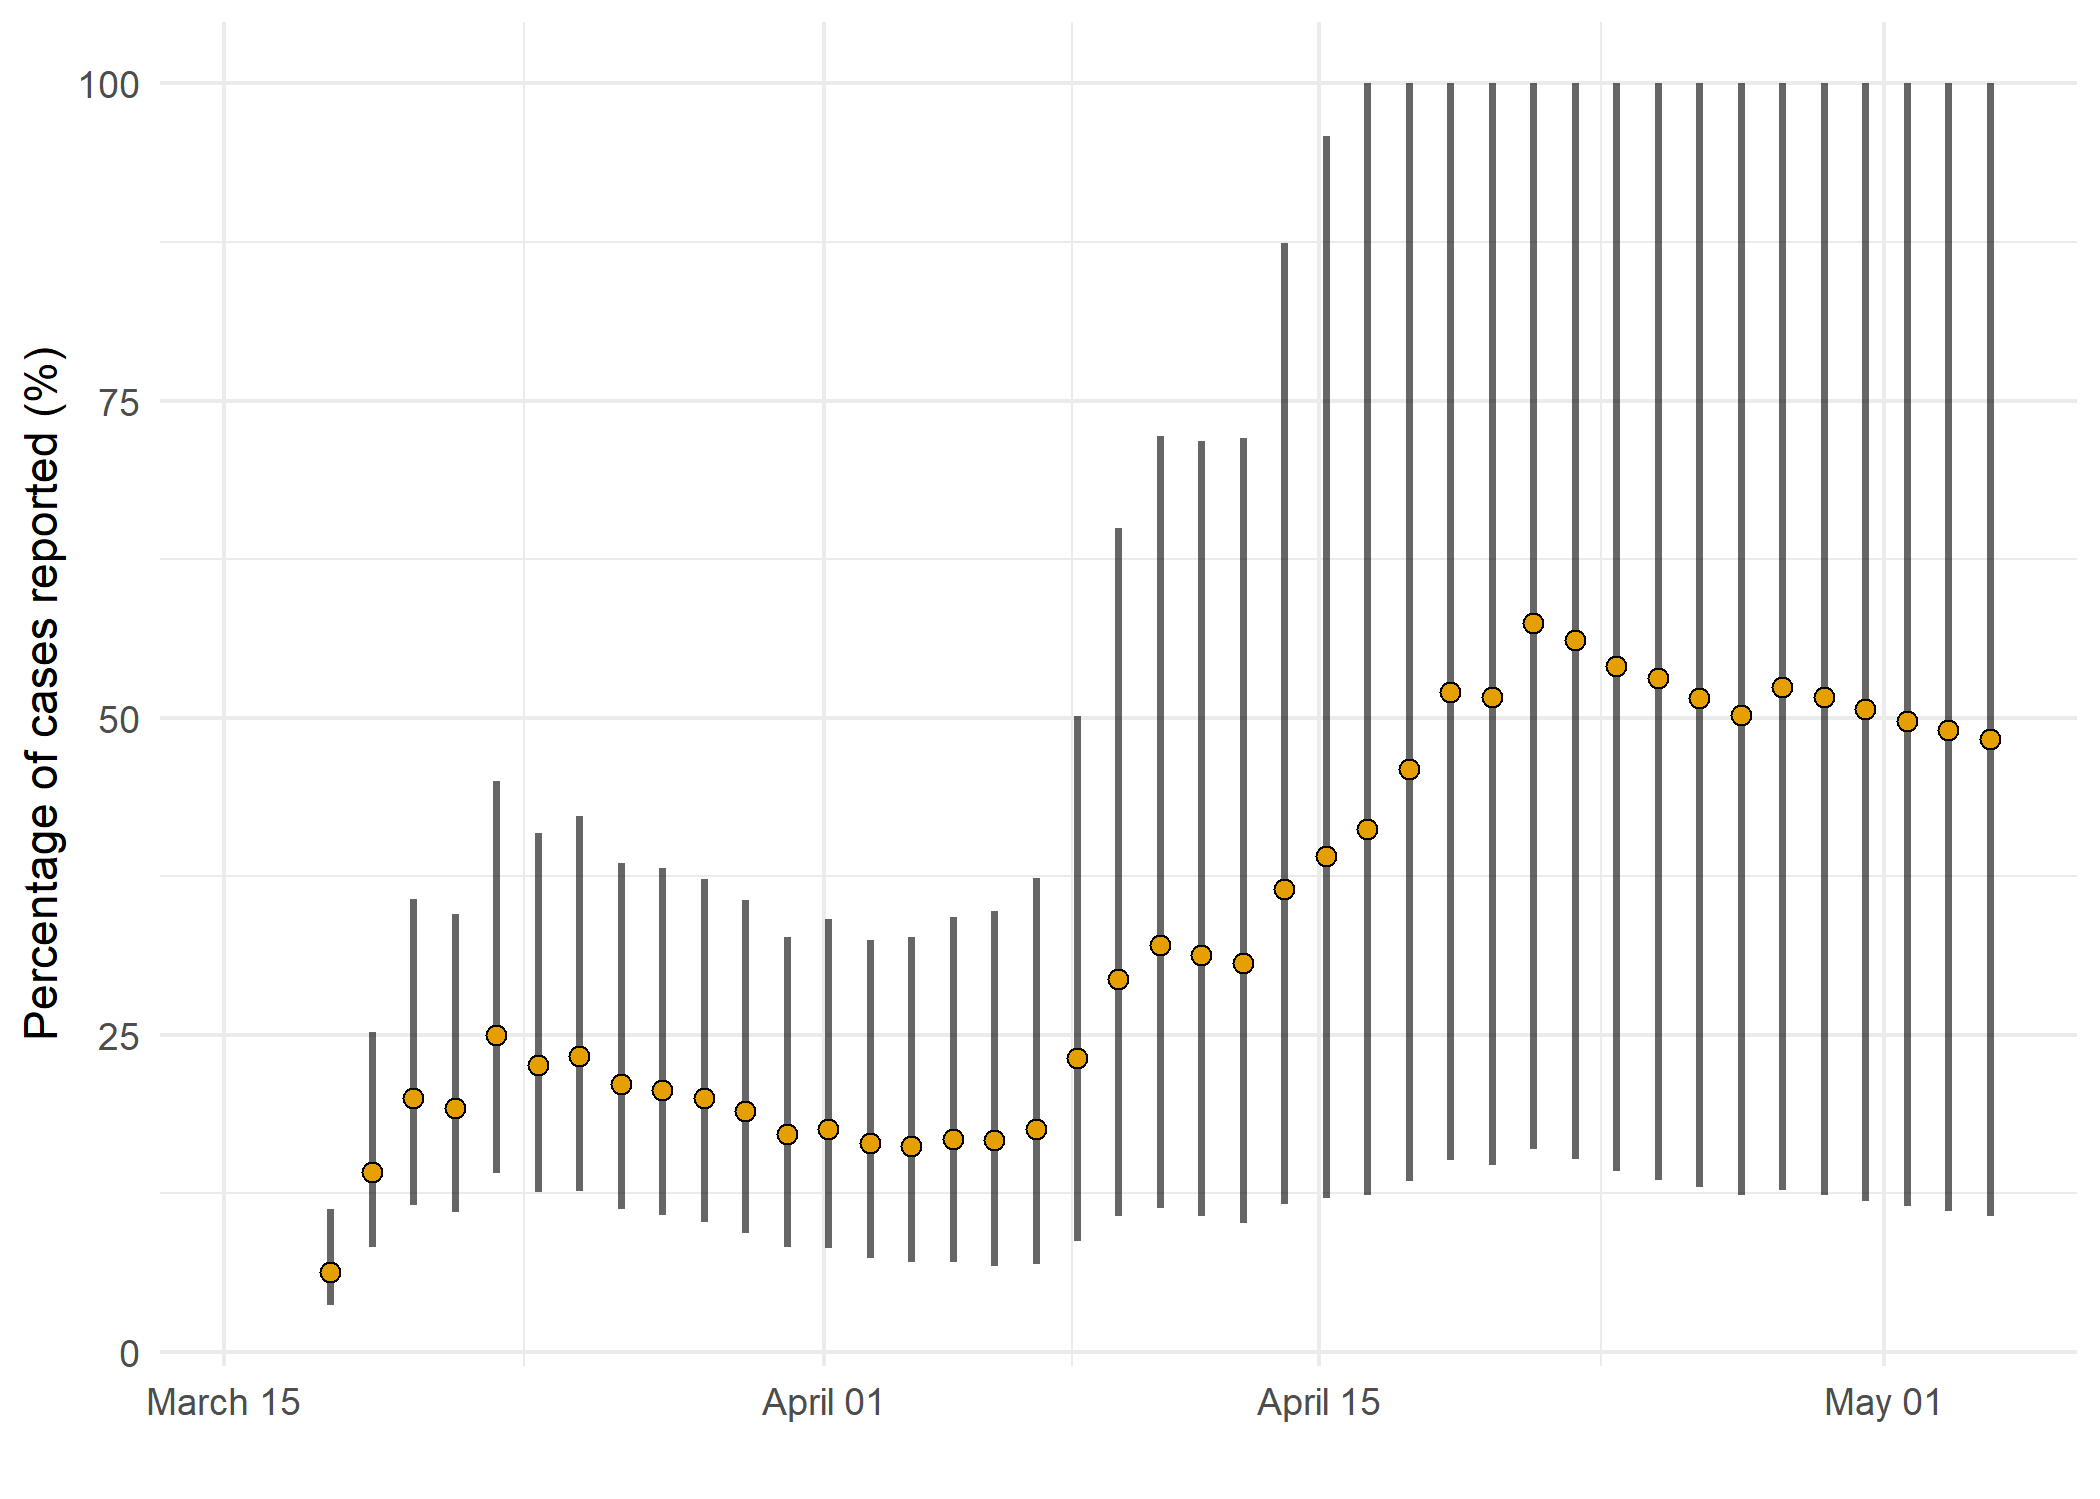 Percentage of cases reported (%)
100
75
50
25
0
March 15
April 01
April 15
May 01